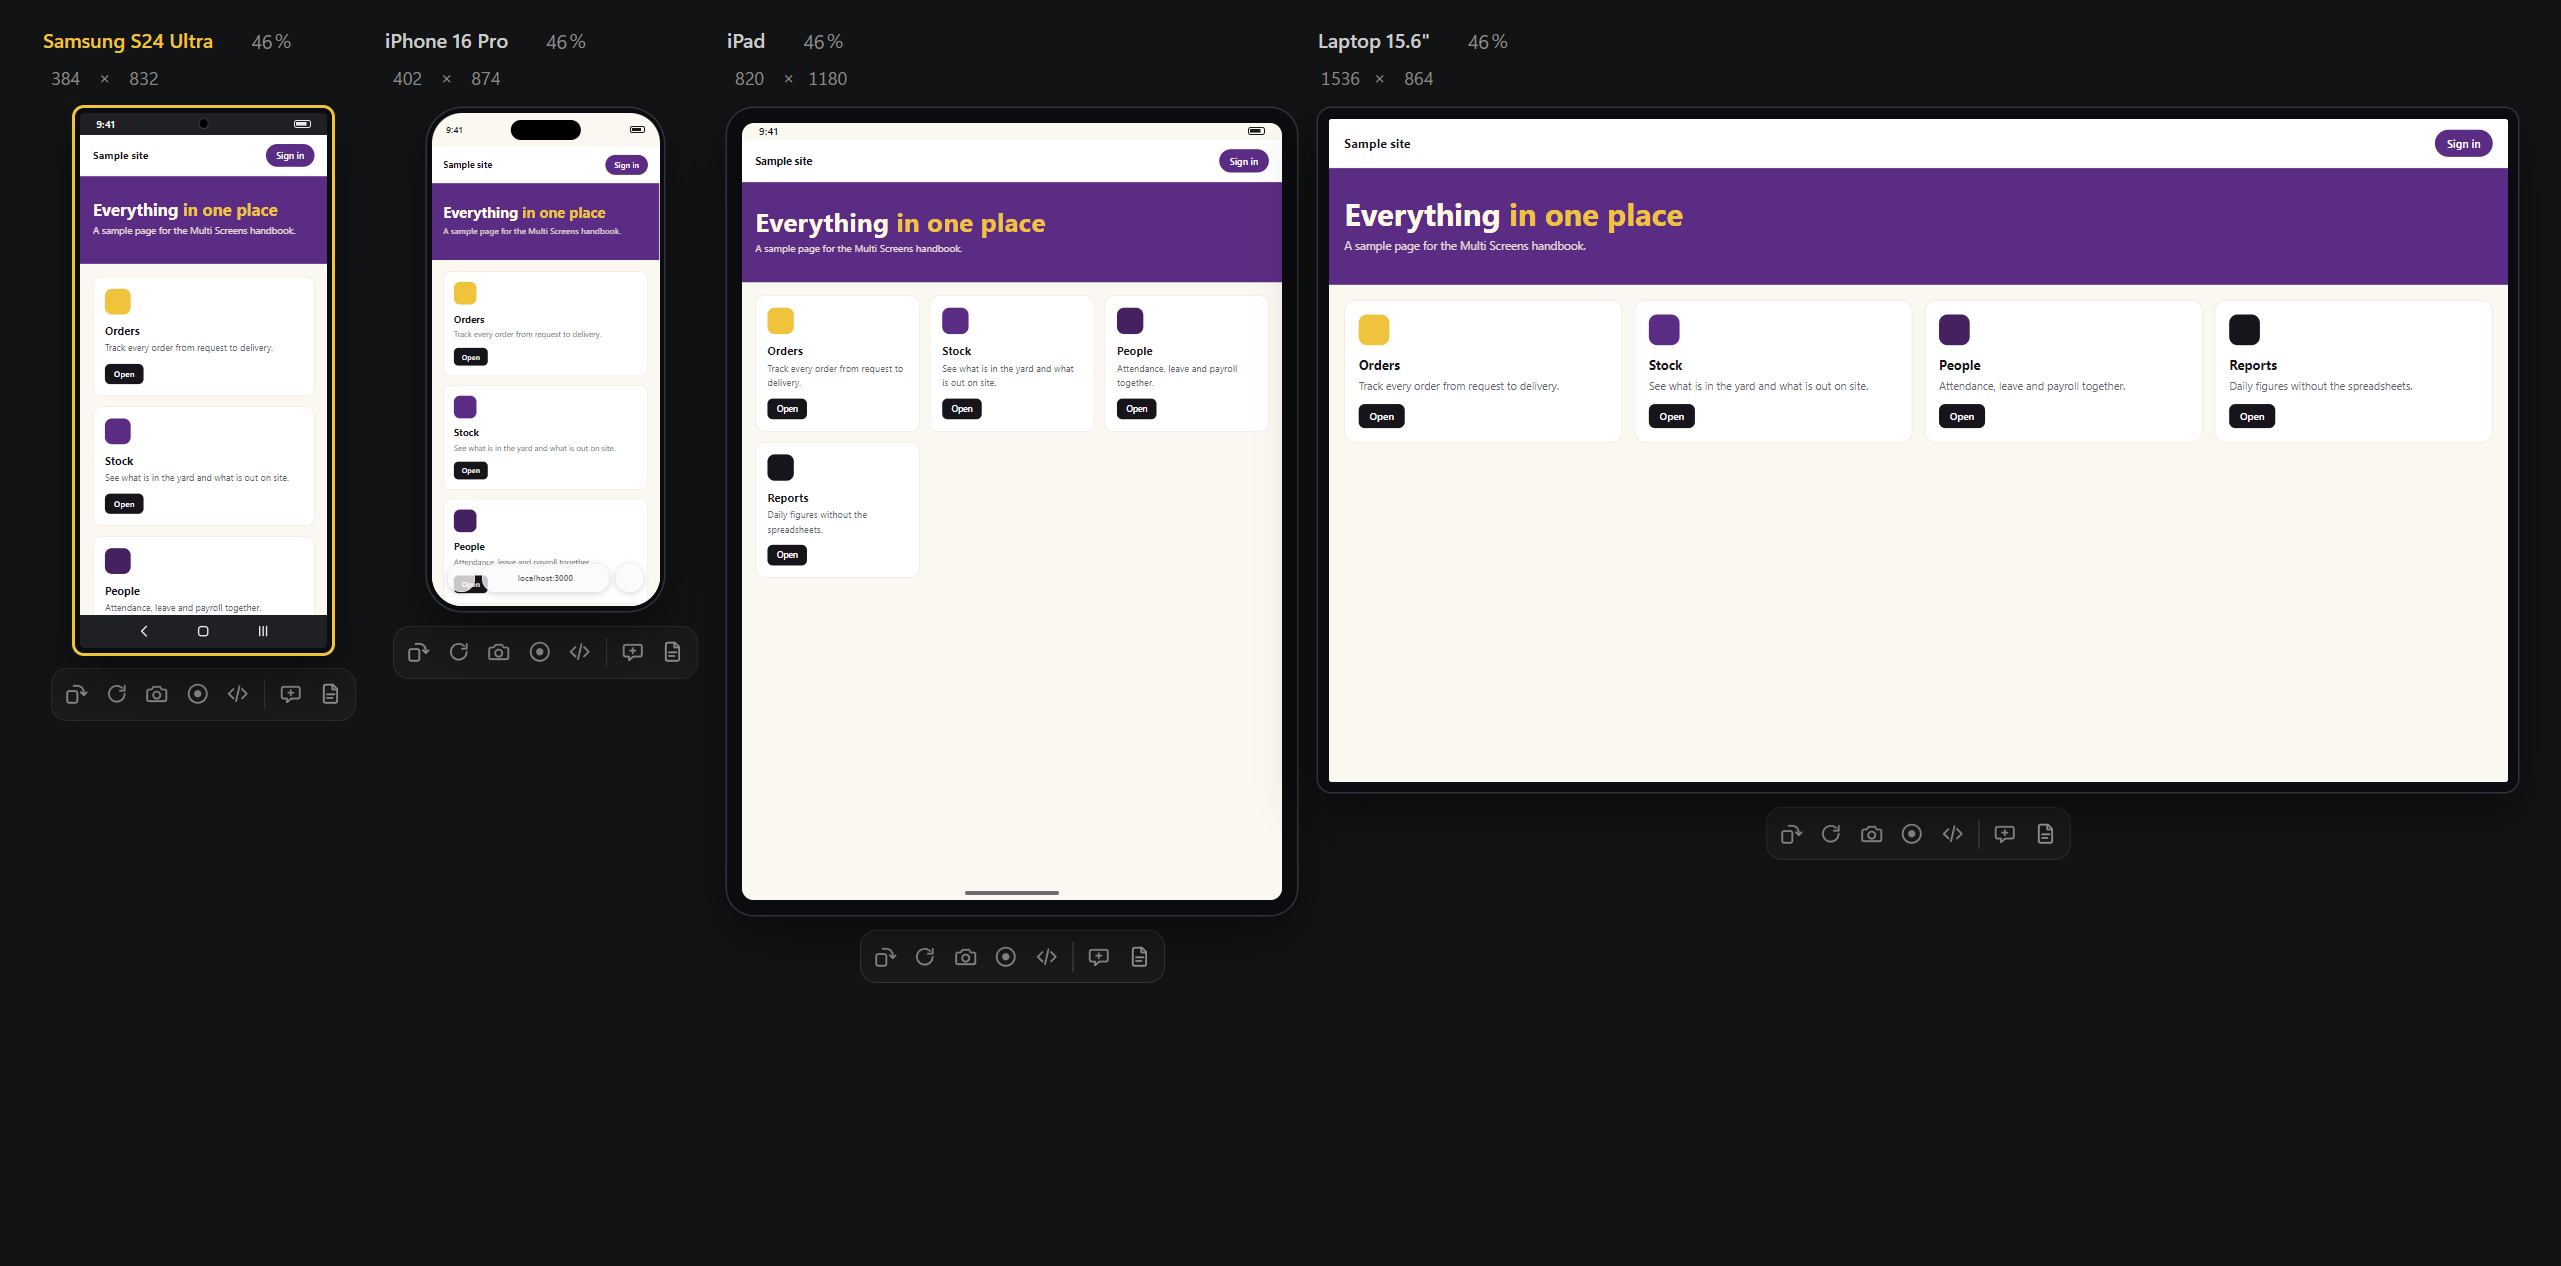 Samsung S24 Ultra 46%
384 × 832
9:41
Sample site
Sign in
Everything in one place
A sample page for the Multi Screens handbook.
Orders
Track every order from request to delivery.
Open
Stock
See what is in the yard and what is out on site.
Open
People
Attendance, leave and payroll together.
iPhone 16 Pro 46%
402 × 874
9:41
Sample site
Sign in
Everything in one place
A sample page for the Multi Screens handbook.
Orders
Track every order from request to delivery.
Open
Stock
See what is in the yard and what is out on site.
Open
People
Attendance, leave and payroll together.
Open
localhost:3000
iPad 46%
820 × 1180
9:41
Sample site
Sign in
Everything in one place
A sample page for the Multi Screens handbook.
Orders
Track every order from request to
delivery.
Open
Stock
See what is in the yard and what
is out on site.
Open
People
Attendance, leave and payroll
together.
Open
Reports
Daily figures without the
spreadsheets.
Open
Laptop 15.6" 46%
1536 × 864
Sample site
Sign in
Everything in one place
A sample page for the Multi Screens handbook.
Orders
Track every order from request to delivery.
Open
Stock
See what is in the yard and what is out on site.
Open
People
Attendance, leave and payroll together.
Open
Reports
Daily figures without the spreadsheets.
Open